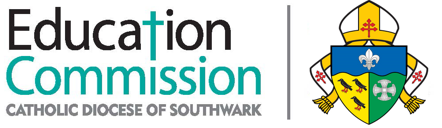 Education
Commission
CATHOLIC DIOCESE OF SOUTHWARK